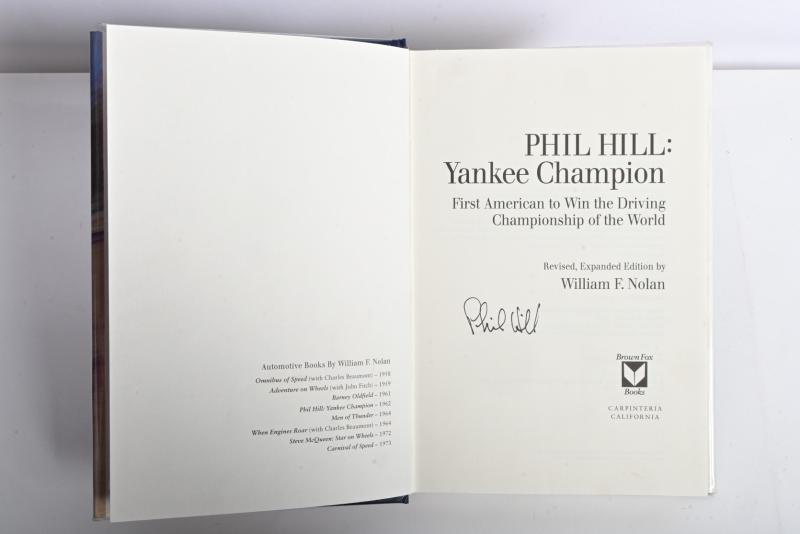 Automotive Books By William F. Nolan
Omnibus of Speed (with Charles Beaumont) – 1958
Adventure on Wheels (with John Fitch) – 1959
Barney Oldfield – 1961
Phil Hill: Yankee Champion – 1962
Men of Thunder – 1964
When Engines Roar (with Charles Beaumont) – 1964
Steve McQueen: Star on Wheels – 1972
Carnival of Speed – 1973
PHIL HILL:
Yankee Champion
First American to Win the Driving
Championship of the World
Revised, Expanded Edition by
William F. Nolan
Phil Hill
Brown Fox
Books
CARPINTERIA
CALIFORNIA